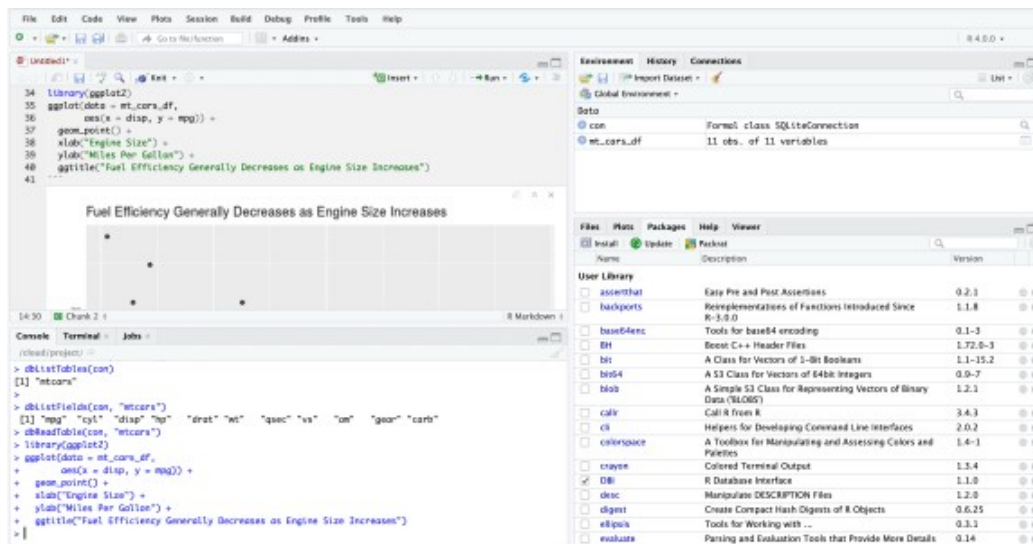 File Edit Code View Plots Session Build Debug Profile Tools Help
Go to file/function Addins
R 4.0.0
Untitled1*
Knit Insert Run
34 library(ggplot2)
35 ggplot(data = mt_cars_df,
36 aes(x = disp, y = mpg)) +
37 geom_point() +
38 xlab("Engine Size") +
39 ylab("Miles Per Gallon") +
40 ggtitle("Fuel Efficiency Generally Decreases as Engine Size Increases")
41 ```
Fuel Efficiency Generally Decreases as Engine Size Increases
14:30 Chunk 2 R Markdown
Console Terminal Jobs
/cloud/project/
> dbListTables(con)
[1] "mtcars"
>
> dbListFields(con, "mtcars")
[1] "mpg" "cyl" "disp" "hp" "drat" "wt" "qsec" "vs" "am" "gear" "carb"
> dbReadTable(con, "mtcars")
> library(ggplot2)
> ggplot(data = mt_cars_df,
+ aes(x = disp, y = mpg)) +
+ geom_point() +
+ xlab("Engine Size") +
+ ylab("Miles Per Gallon") +
+ ggtitle("Fuel Efficiency Generally Decreases as Engine Size Increases")
>
Environment History Connections
Import Dataset List
Global Environment
Data
con Formal class SQLiteConnection
mt_cars_df 11 obs. of 11 variables
Files Plots Packages Help Viewer
Install Update Packrat
Name Description Version
User Library
assertthat Easy Pre and Post Assertions 0.2.1
backports Reimplementations of Functions Introduced Since R-3.0.0 1.1.8
base64enc Tools for base64 encoding 0.1-3
BH Boost C++ Header Files 1.72.0-3
bit A Class for Vectors of 1-Bit Booleans 1.1-15.2
bit64 A S3 Class for Vectors of 64bit Integers 0.9-7
blob A Simple S3 Class for Representing Vectors of Binary Data ('BLOBS') 1.2.1
callr Call R from R 3.4.3
cli Helpers for Developing Command Line Interfaces 2.0.2
colorspace A Toolbox for Manipulating and Assessing Colors and Palettes 1.4-1
crayon Colored Terminal Output 1.3.4
DBI R Database Interface 1.1.0
desc Manipulate DESCRIPTION Files 1.2.0
digest Create Compact Hash Digests of R Objects 0.6.25
ellipsis Tools for Working with ... 0.3.1
evaluate Parsing and Evaluation Tools that Provide More Details 0.14